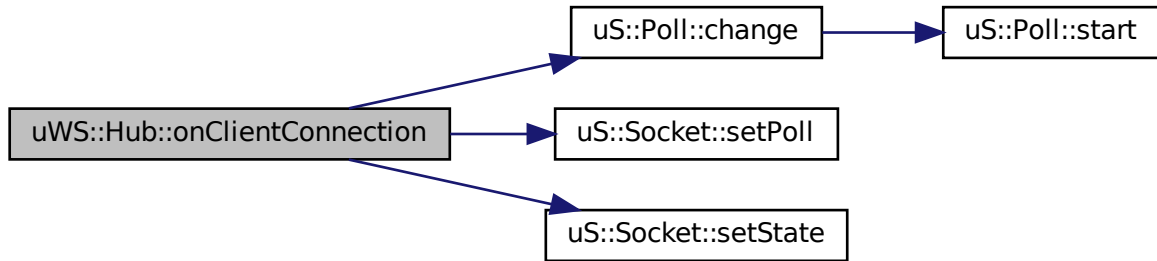 uS::Poll::change
uS::Poll::start
uWS::Hub::onClientConnection
uS::Socket::setPoll
uS::Socket::setState